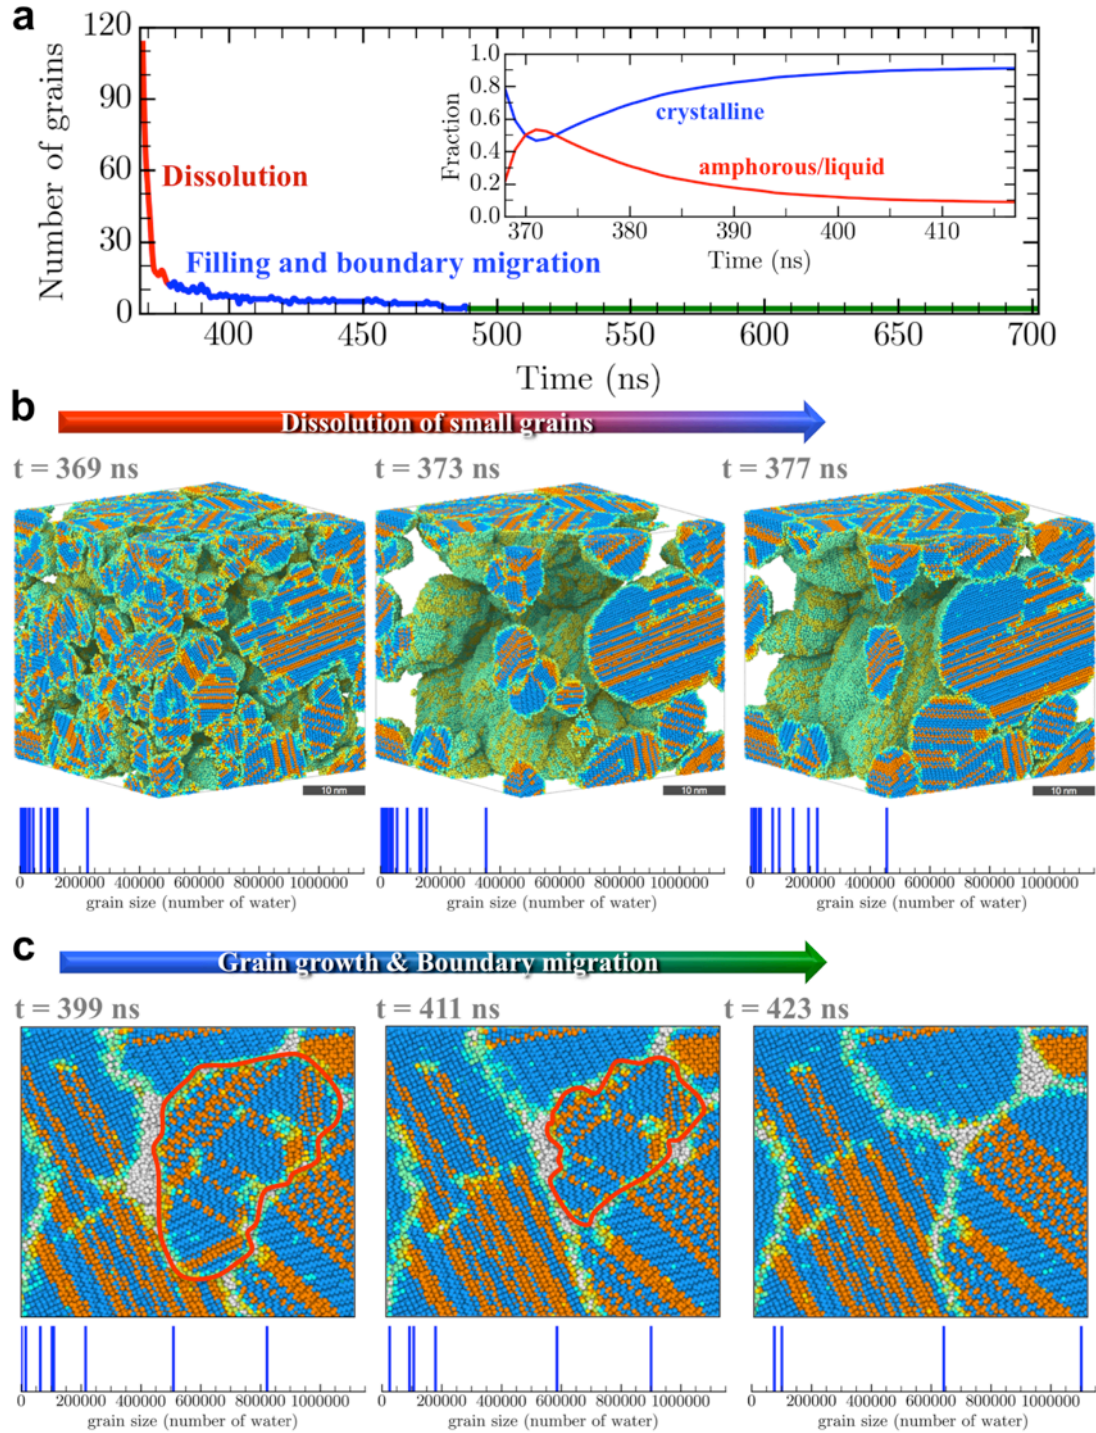 a
Number of grains
120
90
60
30
0
Dissolution
Filling and boundary migration
400 450 500 550 600 650 700
Time (ns)
Fraction
1.0
0.8
0.6
0.4
0.2
0.0
crystalline
amphorous/liquid
370 380 390 400 410
Time (ns)
b
Dissolution of small grains
t = 369 ns t = 373 ns t = 377 ns
10 nm 10 nm 10 nm
0 200000 400000 600000 800000 1000000 0 200000 400000 600000 800000 1000000 0 200000 400000 600000 800000 1000000
grain size (number of water) grain size (number of water) grain size (number of water)
c
Grain growth & Boundary migration
t = 399 ns t = 411 ns t = 423 ns
0 200000 400000 600000 800000 1000000 0 200000 400000 600000 800000 1000000 0 200000 400000 600000 800000 1000000
grain size (number of water) grain size (number of water) grain size (number of water)